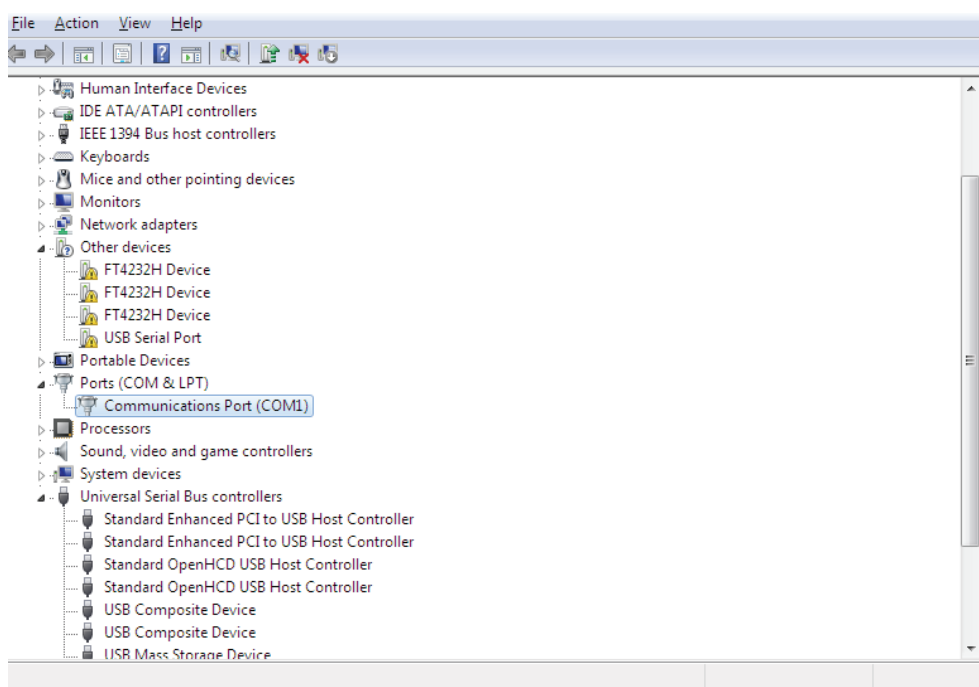 File Action View Help
Human Interface Devices
IDE ATA/ATAPI controllers
IEEE 1394 Bus host controllers
Keyboards
Mice and other pointing devices
Monitors
Network adapters
Other devices
FT4232H Device
FT4232H Device
FT4232H Device
USB Serial Port
Portable Devices
Ports (COM & LPT)
Communications Port (COM1)
Processors
Sound, video and game controllers
System devices
Universal Serial Bus controllers
Standard Enhanced PCI to USB Host Controller
Standard Enhanced PCI to USB Host Controller
Standard OpenHCD USB Host Controller
Standard OpenHCD USB Host Controller
USB Composite Device
USB Composite Device
USB Mass Storage Device